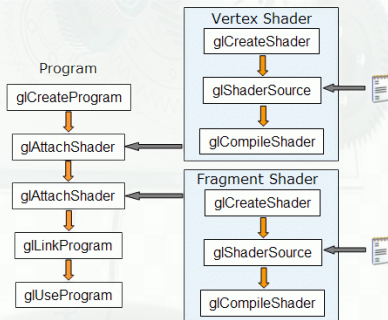 Vertex Shader
glCreateShader
glShaderSource
glCompileShader
Program
glCreateProgram
glAttachShader
glAttachShader
glLinkProgram
glUseProgram
Fragment Shader
glCreateShader
glShaderSource
glCompileShader